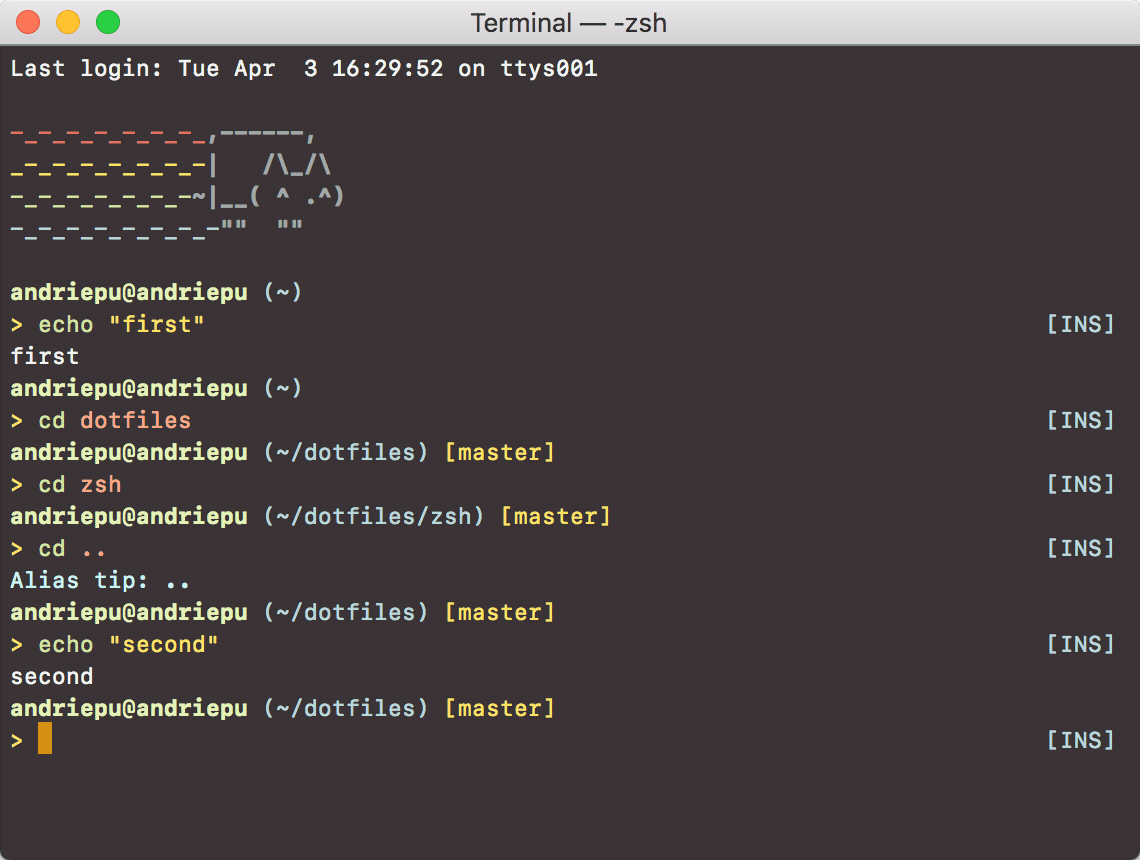 Terminal — -zsh
Last login: Tue Apr  3 16:29:52 on ttys001
-_-_-_-_-_-_-_,------,
_-_-_-_-_-_-_-|   /\_/\
-_-_-_-_-_-_-~|__( ^ .^)
-_-_-_-_-_-_-_-""  ""
andriepu@andriepu (~)
> echo "first" [INS]
first
andriepu@andriepu (~)
> cd dotfiles [INS]
andriepu@andriepu (~/dotfiles) [master]
> cd zsh [INS]
andriepu@andriepu (~/dotfiles/zsh) [master]
> cd .. [INS]
Alias tip: ..
andriepu@andriepu (~/dotfiles) [master]
> echo "second" [INS]
second
andriepu@andriepu (~/dotfiles) [master]
> [INS]